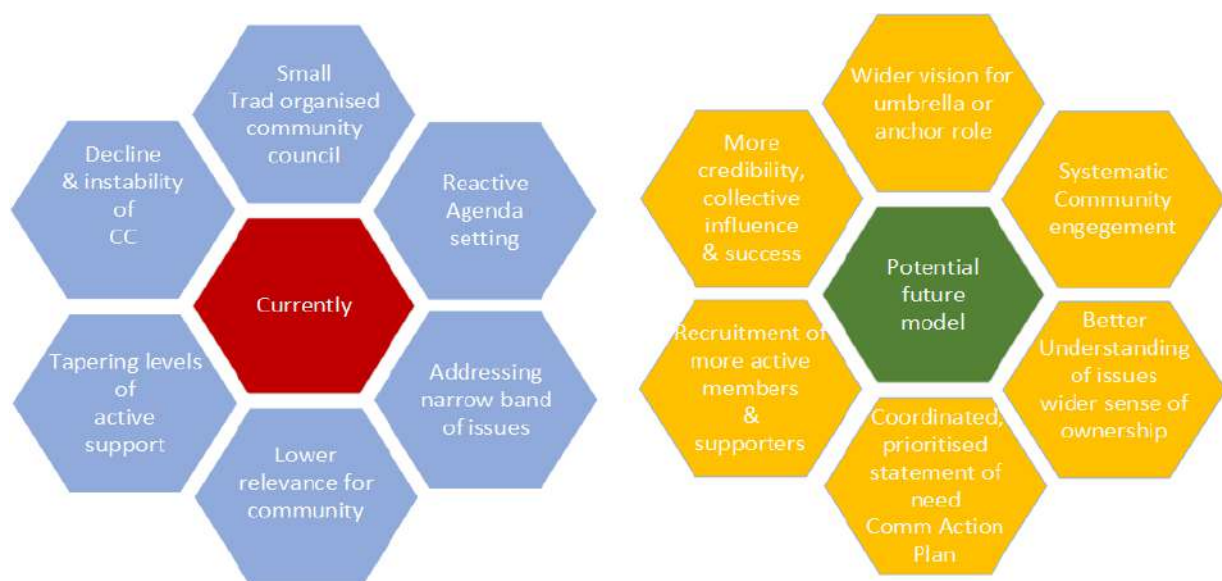 Small
Trad organised
community
council
Reactive
Agenda
setting
Addressing
narrow band
of issues
Lower
relevance for
community
Tapering levels
of
active
support
Decline
& instability
of
CC
Currently
Wider vision for
umbrella or
anchor role
Systematic
Community
engegement
Better
Understanding
of issues
wider sense of
ownership
Coordinated,
prioritised
statement of
need
Comm Action
Plan
Recruitment of
more active
members
&
supporters
More
credibility,
collective
influence
& success
Potential
future
model